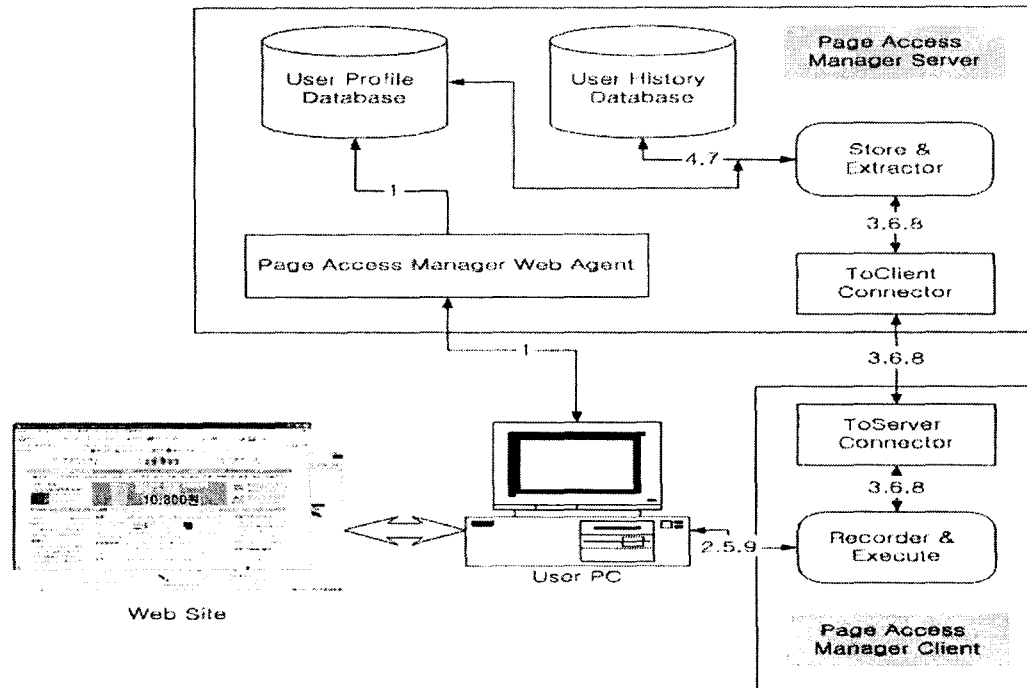 Page Access
Manager Server
User Profile
Database
User History
Database
4.7
Store &
Extractor
1
3.6.8
Page Access Manager Web Agent
ToClient
Connector
1
3.6.8
ToServer
Connector
10,800원
3.6.8
2.5.9
Recorder &
Execute
User PC
Web Site
Page Access
Manager Client